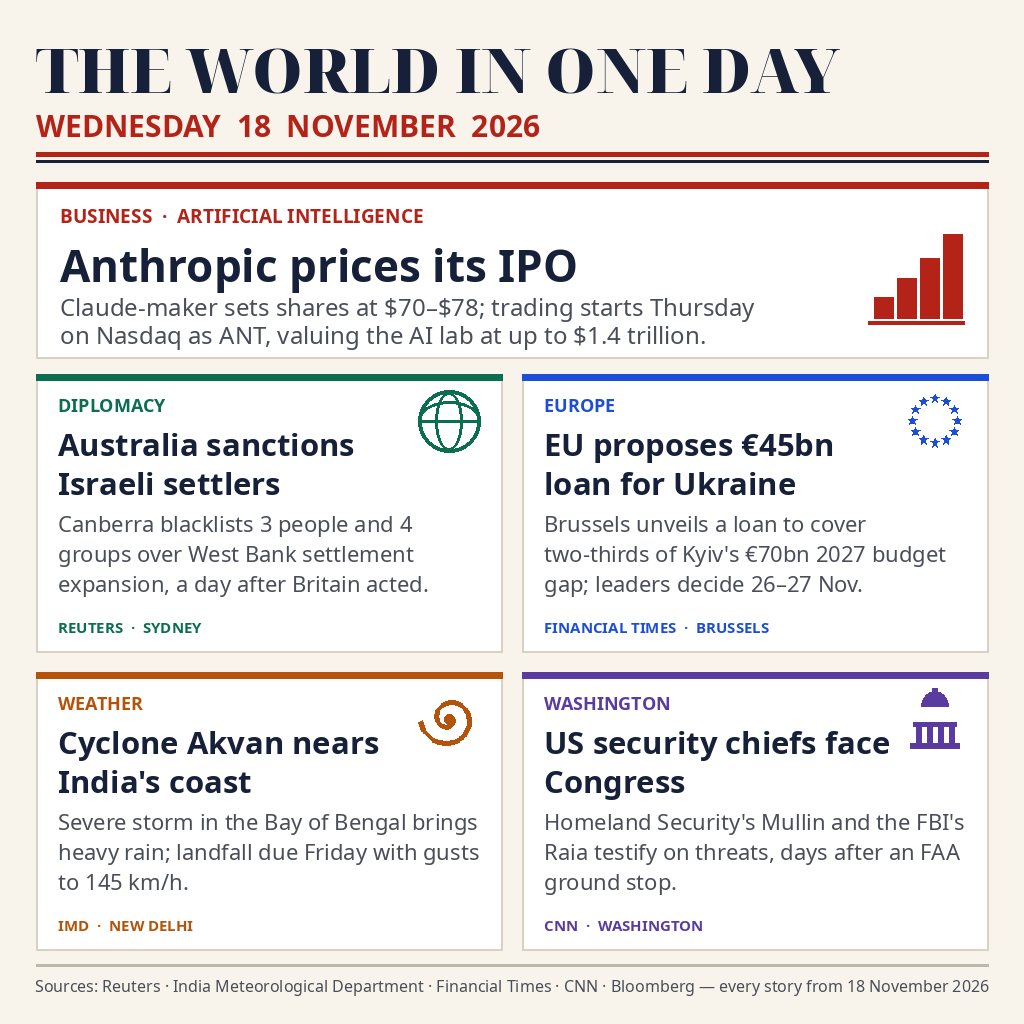 THE WORLD IN ONE DAY
WEDNESDAY 18 NOVEMBER 2026
BUSINESS · ARTIFICIAL INTELLIGENCE
Anthropic prices its IPO
Claude-maker sets shares at $70–$78; trading starts Thursday
on Nasdaq as ANT, valuing the AI lab at up to $1.4 trillion.
DIPLOMACY
Australia sanctions
Israeli settlers
Canberra blacklists 3 people and 4
groups over West Bank settlement
expansion, a day after Britain acted.
REUTERS · SYDNEY
EUROPE
EU proposes €45bn
loan for Ukraine
Brussels unveils a loan to cover
two-thirds of Kyiv's €70bn 2027 budget
gap; leaders decide 26–27 Nov.
FINANCIAL TIMES · BRUSSELS
WEATHER
Cyclone Akvan nears
India's coast
Severe storm in the Bay of Bengal brings
heavy rain; landfall due Friday with gusts
to 145 km/h.
IMD · NEW DELHI
WASHINGTON
US security chiefs face
Congress
Homeland Security's Mullin and the FBI's
Raia testify on threats, days after an FAA
ground stop.
CNN · WASHINGTON
Sources: Reuters · India Meteorological Department · Financial Times · CNN · Bloomberg — every story from 18 November 2026